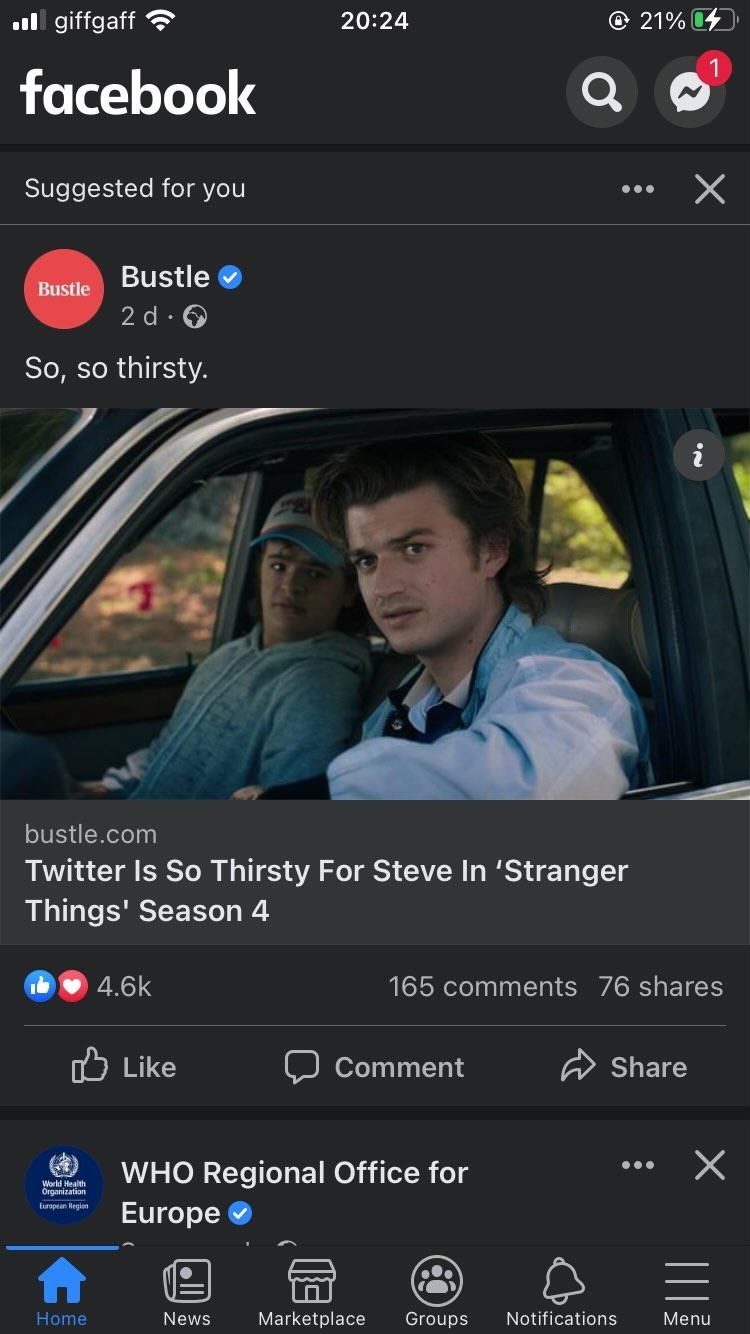 giffgaff 20:24 21%
facebook 1
Suggested for you
Bustle
Bustle
2 d ·
So, so thirsty.
bustle.com
Twitter Is So Thirsty For Steve In ‘Stranger
Things' Season 4
4.6k 165 comments 76 shares
Like Comment Share
World Health
Organization
European Region
WHO Regional Office for
Europe
Home News Marketplace Groups Notifications Menu